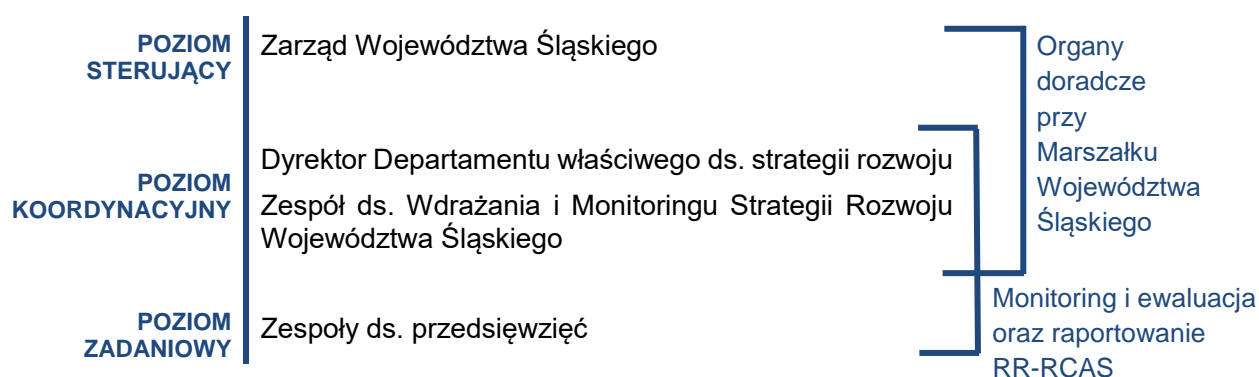 POZIOM
STERUJĄCY
Zarząd Województwa Śląskiego
POZIOM
KOORDYNACYJNY
Dyrektor Departamentu właściwego ds. strategii rozwoju
Zespół ds. Wdrażania i Monitoringu Strategii Rozwoju
Województwa Śląskiego
POZIOM
ZADANIOWY
Zespoły ds. przedsięwzięć
Organy
doradcze
przy
Marszałku
Województwa
Śląskiego
Monitoring i ewaluacja
oraz raportowanie
RR-RCAS